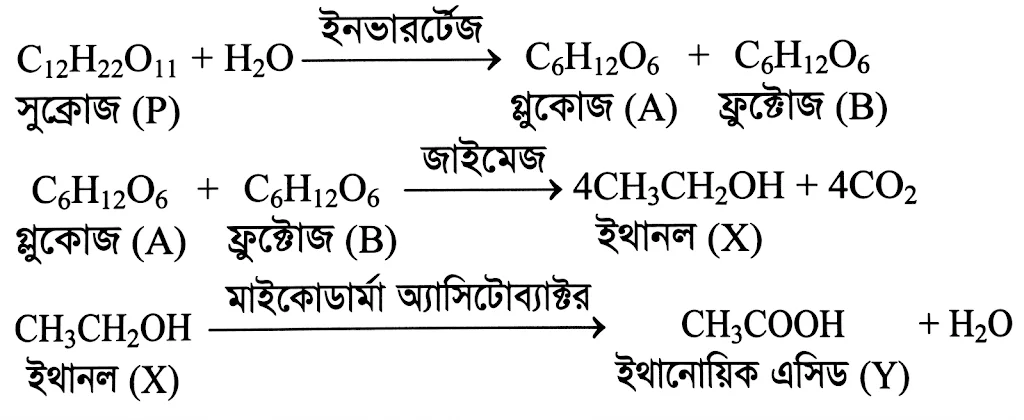 ইনভারর্টেজ
C₁₂H₂₂O₁₁ + H₂O ⟶ C₆H₁₂O₆ + C₆H₁₂O₆
সুক্রোজ (P) গ্লুকোজ (A) ফ্রুক্টোজ (B)
জাইমেজ
C₆H₁₂O₆ + C₆H₁₂O₆ ⟶ 4CH₃CH₂OH + 4CO₂
গ্লুকোজ (A) ফ্রুক্টোজ (B) ইথানল (X)
মাইকোডার্মা অ্যাসিটোব্যাক্টর
CH₃CH₂OH ⟶ CH₃COOH + H₂O
ইথানল (X) ইথানোয়িক এসিড (Y)